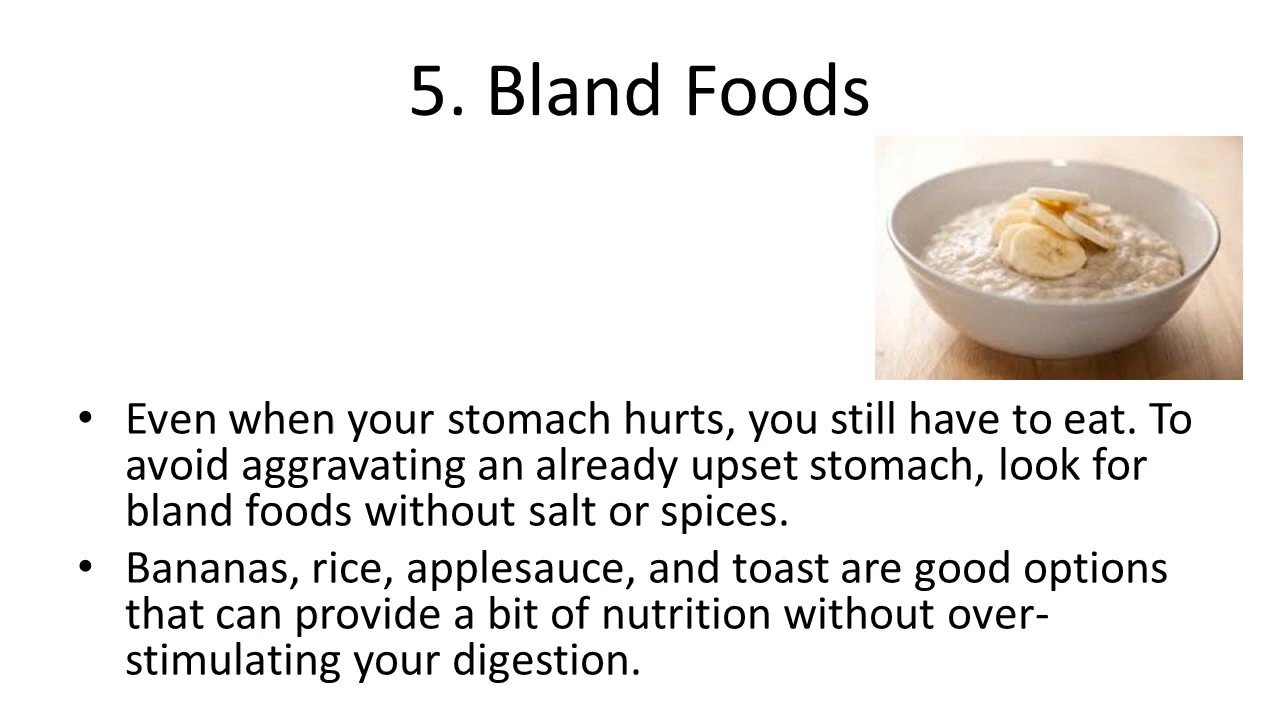 5. Bland Foods
• Even when your stomach hurts, you still have to eat. To
avoid aggravating an already upset stomach, look for
bland foods without salt or spices.
• Bananas, rice, applesauce, and toast are good options
that can provide a bit of nutrition without over-
stimulating your digestion.